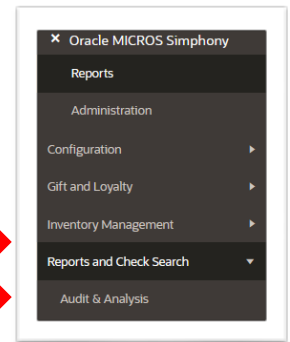 × Oracle MICROS Simphony
Reports
Administration
Configuration
Gift and Loyalty
Inventory Management
Reports and Check Search
Audit & Analysis